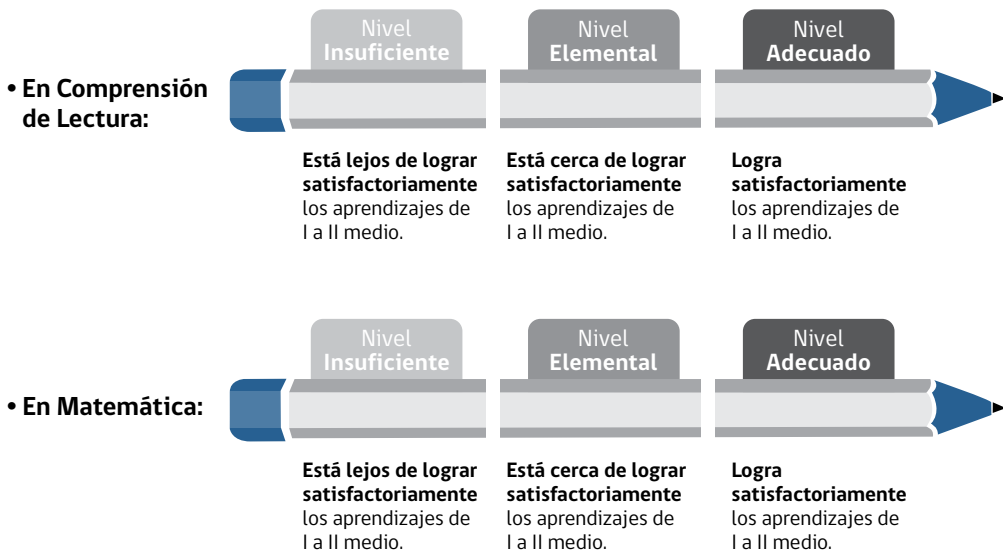 Nivel
Insuficiente
Nivel
Elemental
Nivel
Adecuado
• En Comprensión
de Lectura:
Está lejos de lograr
satisfactoriamente
los aprendizajes de
I a II medio.
Está cerca de lograr
satisfactoriamente
los aprendizajes de
I a II medio.
Logra
satisfactoriamente
los aprendizajes de
I a II medio.
Nivel
Insuficiente
Nivel
Elemental
Nivel
Adecuado
• En Matemática:
Está lejos de lograr
satisfactoriamente
los aprendizajes de
I a II medio.
Está cerca de lograr
satisfactoriamente
los aprendizajes de
I a II medio.
Logra
satisfactoriamente
los aprendizajes de
I a II medio.